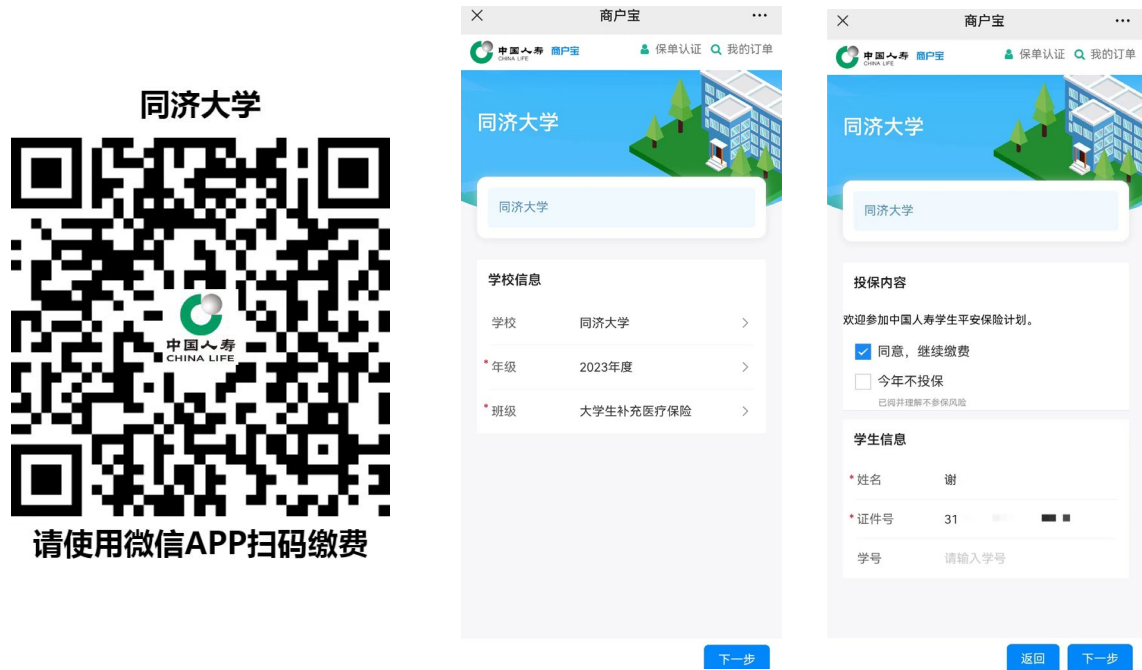 同济大学
中国人寿
CHINA LIFE
请使用微信APP扫码缴费
商户宝
中国人寿 商户宝 保单认证 我的订单
CHINA LIFE
同济大学
同济大学
学校信息
学校 同济大学
*年级 2023年度
*班级 大学生补充医疗保险
下一步
商户宝
中国人寿 商户宝 保单认证 我的订单
CHINA LIFE
同济大学
同济大学
投保内容
欢迎参加中国人寿学生平安保险计划。
同意，继续缴费
今年不投保
已阅并理解不参保风险
学生信息
*姓名 谢
*证件号 31
学号 请输入学号
返回 下一步